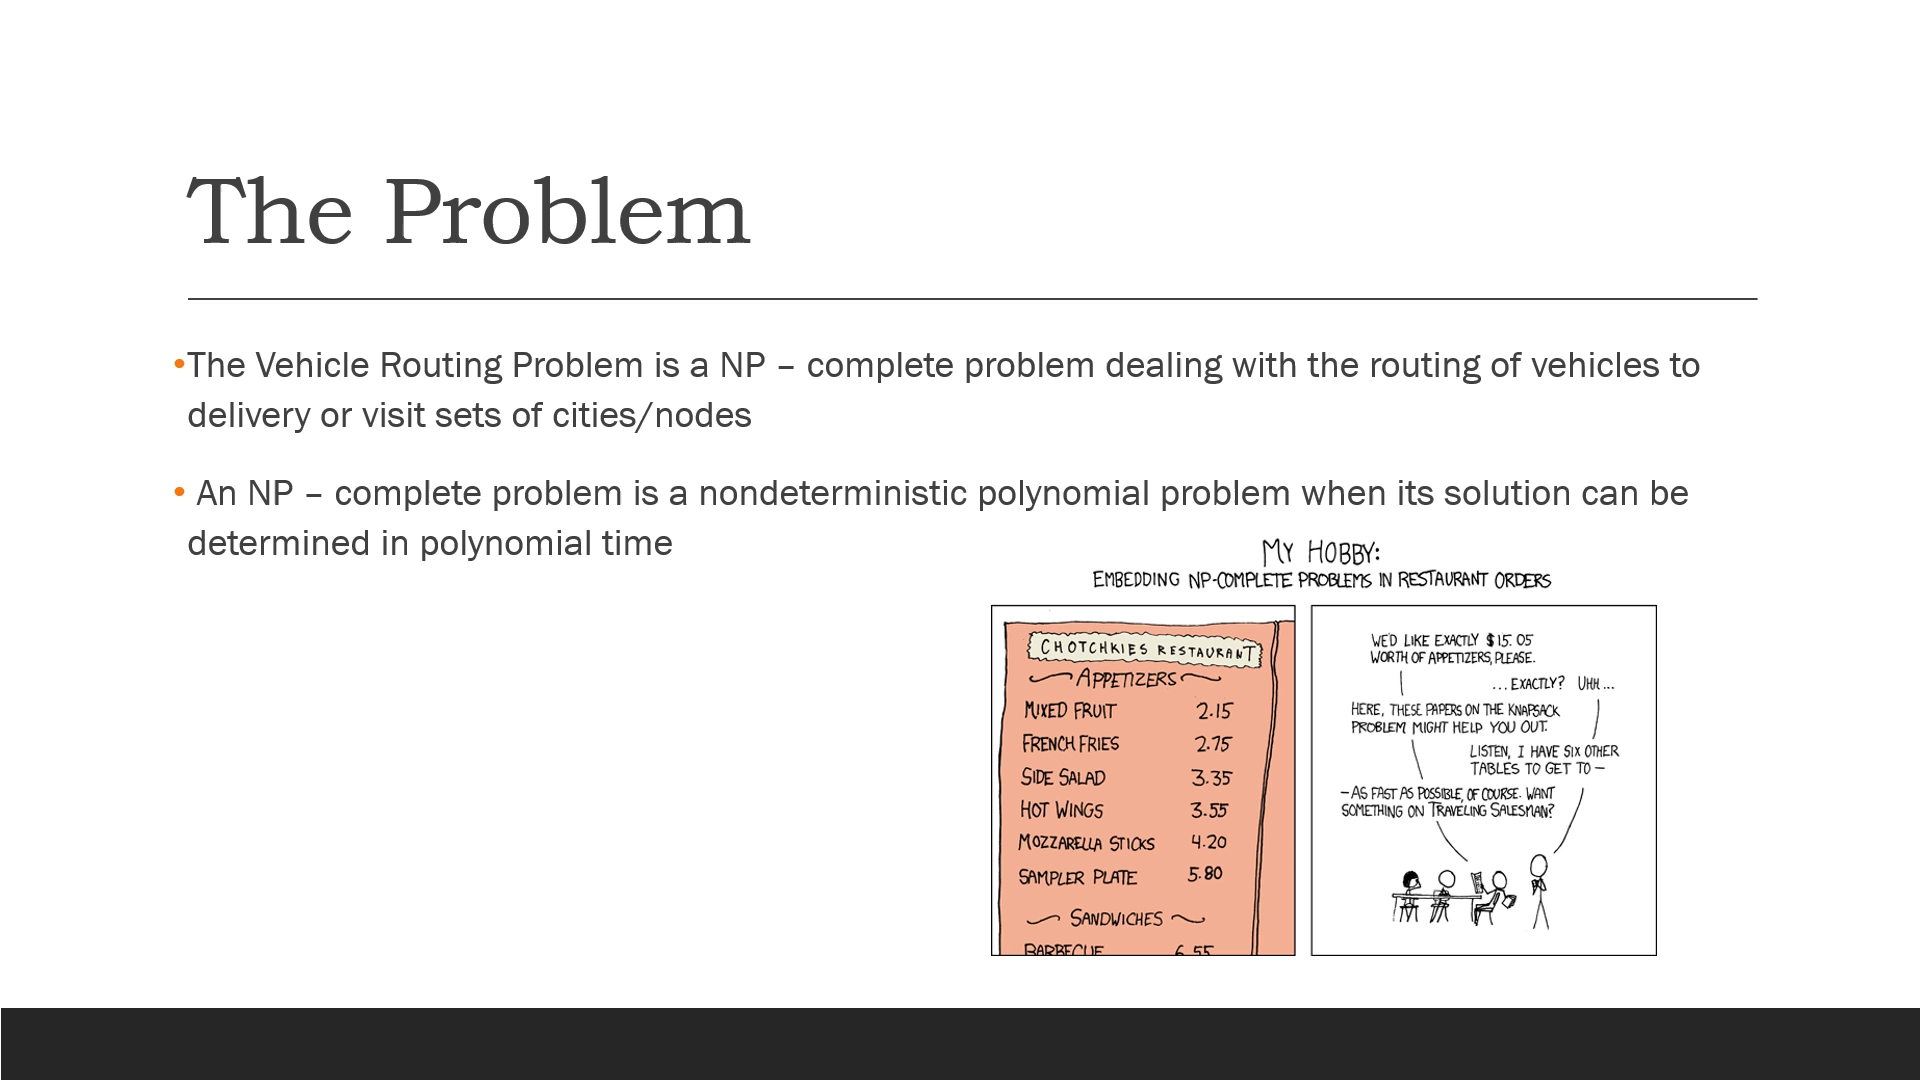 The Problem
•The Vehicle Routing Problem is a NP – complete problem dealing with the routing of vehicles to
delivery or visit sets of cities/nodes
• An NP – complete problem is a nondeterministic polynomial problem when its solution can be
determined in polynomial time
MY HOBBY:
EMBEDDING NP-COMPLETE PROBLEMS IN RESTAURANT ORDERS
CHOTCHKIES RESTAURANT
APPETIZERS
MIXED FRUIT 2.15
FRENCH FRIES 2.75
SIDE SALAD 3.35
HOT WINGS 3.55
MOZZARELLA STICKS 4.20
SAMPLER PLATE 5.80
SANDWICHES
BARBECUE 6.55
WE'D LIKE EXACTLY $15.05
WORTH OF APPETIZERS, PLEASE.
...EXACTLY? UHH...
HERE, THESE PAPERS ON THE KNAPSACK
PROBLEM MIGHT HELP YOU OUT.
LISTEN, I HAVE SIX OTHER
TABLES TO GET TO —
—AS FAST AS POSSIBLE, OF COURSE. WANT
SOMETHING ON TRAVELING SALESMAN?